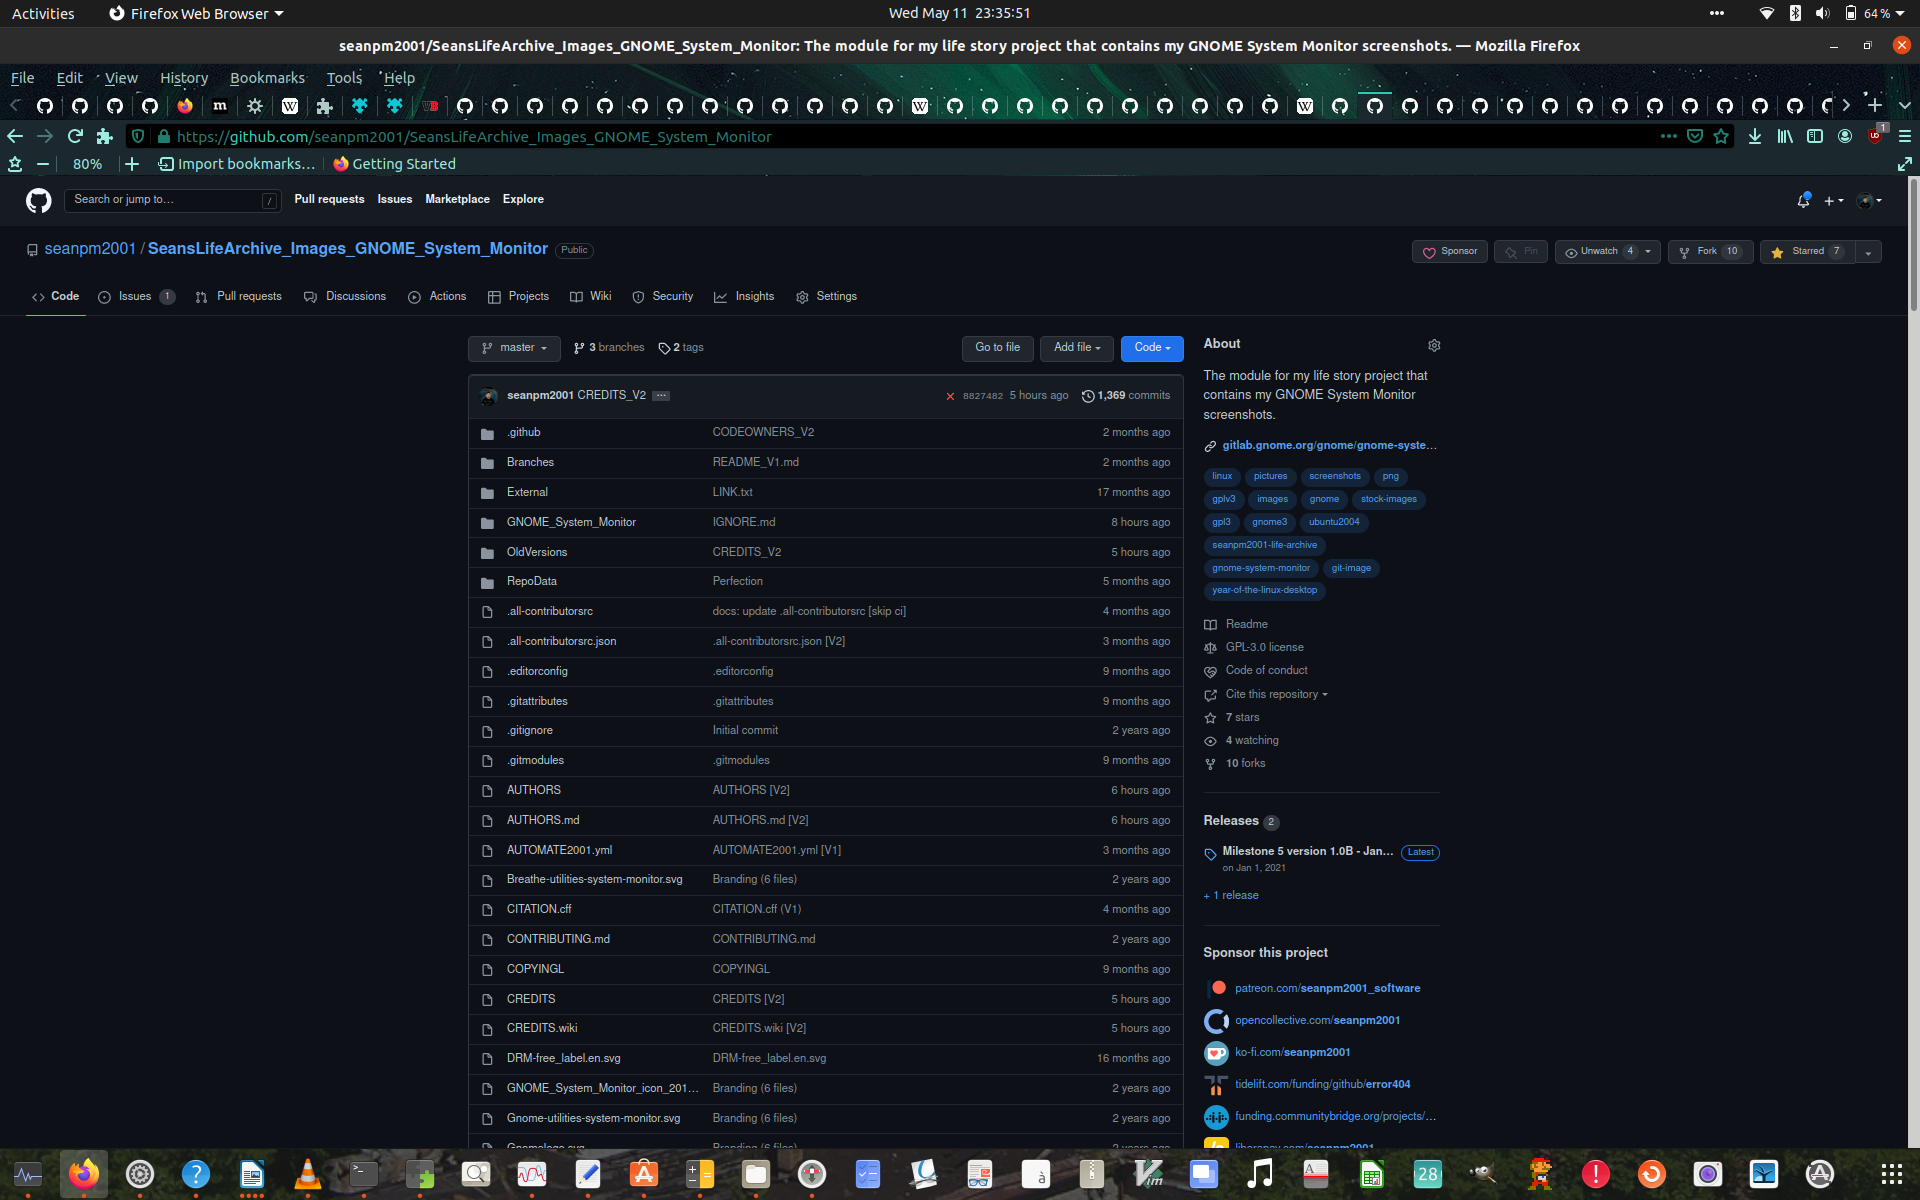 Activities
Firefox Web Browser
Wed May 11 23:35:51
64 %
seanpm2001/SeansLifeArchive_Images_GNOME_System_Monitor: The module for my life story project that contains my GNOME System Monitor screenshots. — Mozilla Firefox
File Edit View History Bookmarks Tools Help
https://github.com/seanpm2001/SeansLifeArchive_Images_GNOME_System_Monitor
1
80%
Import bookmarks...
Getting Started
Search or jump to...
/
Pull requests Issues Marketplace Explore
seanpm2001 / SeansLifeArchive_Images_GNOME_System_Monitor Public
Sponsor
Pin
Unwatch 4
Fork 10
Starred 7
Code
Issues 1
Pull requests
Discussions
Actions
Projects
Wiki
Security
Insights
Settings
master
3 branches
2 tags
Go to file
Add file
Code
seanpm2001 CREDITS_V2 ... 8827482 5 hours ago 1,369 commits
.github CODEOWNERS_V2 2 months ago
Branches README_V1.md 2 months ago
External LINK.txt 17 months ago
GNOME_System_Monitor IGNORE.md 8 hours ago
OldVersions CREDITS_V2 5 hours ago
RepoData Perfection 5 months ago
.all-contributorsrc docs: update .all-contributorsrc [skip ci] 4 months ago
.all-contributorsrc.json .all-contributorsrc.json [V2] 3 months ago
.editorconfig .editorconfig 9 months ago
.gitattributes .gitattributes 9 months ago
.gitignore Initial commit 2 years ago
.gitmodules .gitmodules 9 months ago
AUTHORS AUTHORS [V2] 6 hours ago
AUTHORS.md AUTHORS.md [V2] 6 hours ago
AUTOMATE2001.yml AUTOMATE2001.yml [V1] 3 months ago
Breathe-utilities-system-monitor.svg Branding (6 files) 2 years ago
CITATION.cff CITATION.cff (V1) 4 months ago
CONTRIBUTING.md CONTRIBUTING.md 2 years ago
COPYINGL COPYINGL 9 months ago
CREDITS CREDITS [V2] 5 hours ago
CREDITS.wiki CREDITS.wiki [V2] 5 hours ago
DRM-free_label.en.svg DRM-free_label.en.svg 16 months ago
GNOME_System_Monitor_icon_201... Branding (6 files) 2 years ago
Gnome-utilities-system-monitor.svg Branding (6 files) 2 years ago
About
The module for my life story project that
contains my GNOME System Monitor
screenshots.
gitlab.gnome.org/gnome/gnome-syste...
linux pictures screenshots png
gplv3 images gnome stock-images
gpl3 gnome3 ubuntu2004
seanpm2001-life-archive
gnome-system-monitor git-image
year-of-the-linux-desktop
Readme
GPL-3.0 license
Code of conduct
Cite this repository
7 stars
4 watching
10 forks
Releases 2
Milestone 5 version 1.0B - Jan... Latest
on Jan 1, 2021
+ 1 release
Sponsor this project
patreon.com/seanpm2001_software
opencollective.com/seanpm2001
ko-fi.com/seanpm2001
tidelift.com/funding/github/error404
funding.communitybridge.org/projects/...
28